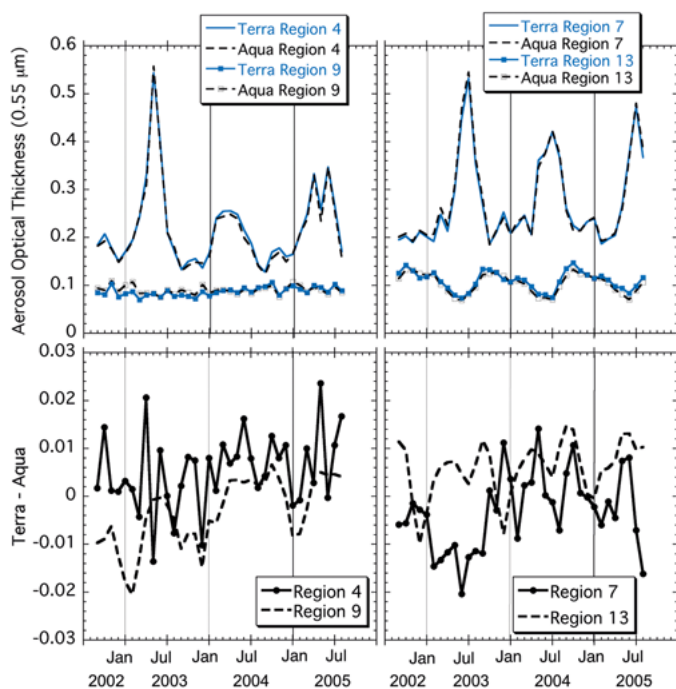 Terra Region 4
Aqua Region 4
Terra Region 9
Aqua Region 9
Terra Region 7
Aqua Region 7
Terra Region 13
Aqua Region 13
Aerosol Optical Thickness (0.55 µm)
0.6
0.5
0.4
0.3
0.2
0.1
0
Terra - Aqua
0.03
0.02
0.01
0
-0.01
-0.02
-0.03
Region 4
Region 9
Region 7
Region 13
Jan Jul Jan Jul Jan Jul
2002 2003 2004 2005
Jan Jul Jan Jul Jan Jul
2002 2003 2004 2005